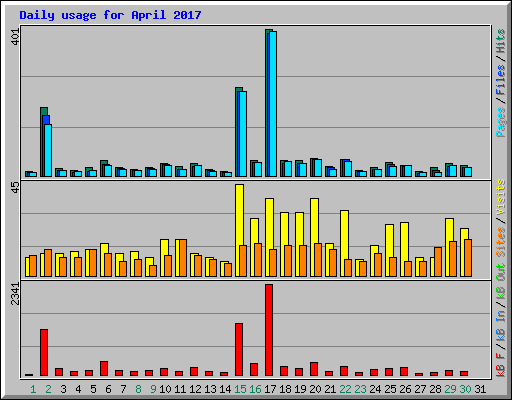 Daily usage for April 2017
401
Pages / Files / Hits
45
Sites / Visits
2341
kB F / kB In / kB Out
1 2 3 4 5 6 7 8 9 10 11 12 13 14 15 16 17 18 19 20 21 22 23 24 25 26 27 28 29 30 31